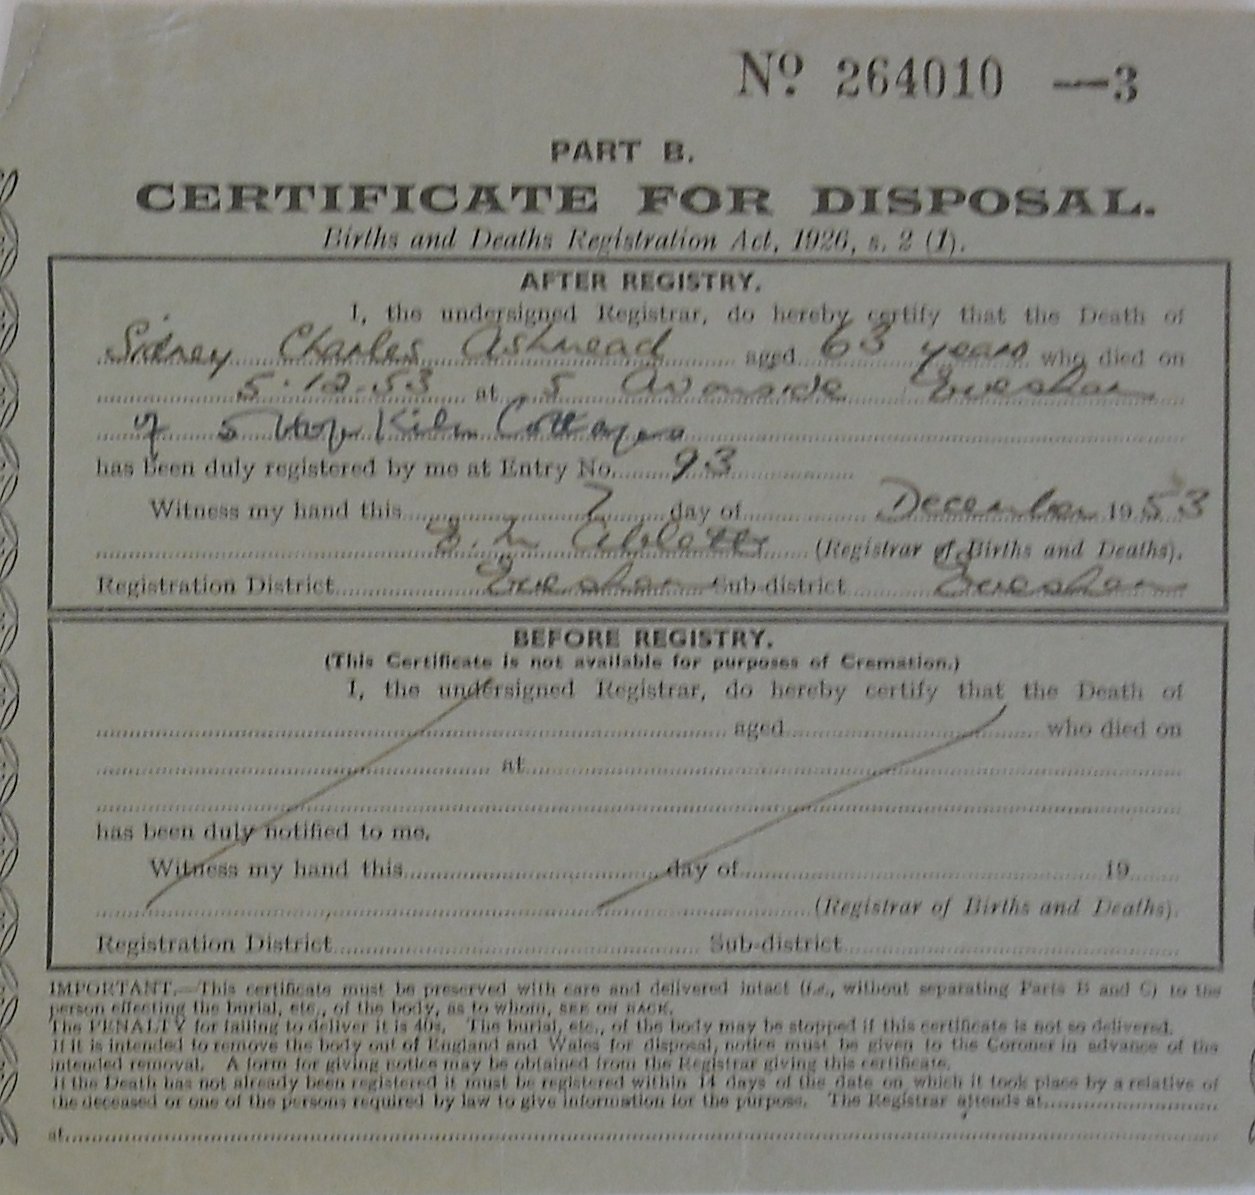 No. 264010 —3
PART B.
CERTIFICATE FOR DISPOSAL.
Births and Deaths Registration Act, 1926, s. 2 (1).
AFTER REGISTRY.
I, the undersigned Registrar, do hereby certify that the Death of
Sidney Charles Ashmead aged 63 years who died on
5.12.53 at 5 Avonside Evesham
of 5 Hop Kiln Cottages
has been duly registered by me at Entry No. 93
Witness my hand this 7 day of December 1953
E. M. (Registrar of Births and Deaths).
Registration District Evesham Sub-district Evesham
BEFORE REGISTRY.
(This Certificate is not available for purposes of Cremation.)
I, the undersigned Registrar, do hereby certify that the Death of
aged who died on
at
has been duly notified to me.
Witness my hand this day of 19
(Registrar of Births and Deaths).
Registration District Sub-district
IMPORTANT.—This certificate must be preserved with care and delivered intact (i.e., without separating Parts B and C) to the
person effecting the burial, etc., of the body, as to whom, SEE ON BACK.
The PENALTY for failing to deliver it is 40s. The burial, etc., of the body may be stopped if this certificate is not so delivered.
If it is intended to remove the body out of England and Wales for disposal, notice must be given to the Coroner in advance of the
intended removal. A form for giving notice may be obtained from the Registrar giving this certificate.
If the Death has not already been registered it must be registered within 14 days of the date on which it took place by a relative of
the deceased or one of the persons required by law to give information for the purpose. The Registrar attends at
at